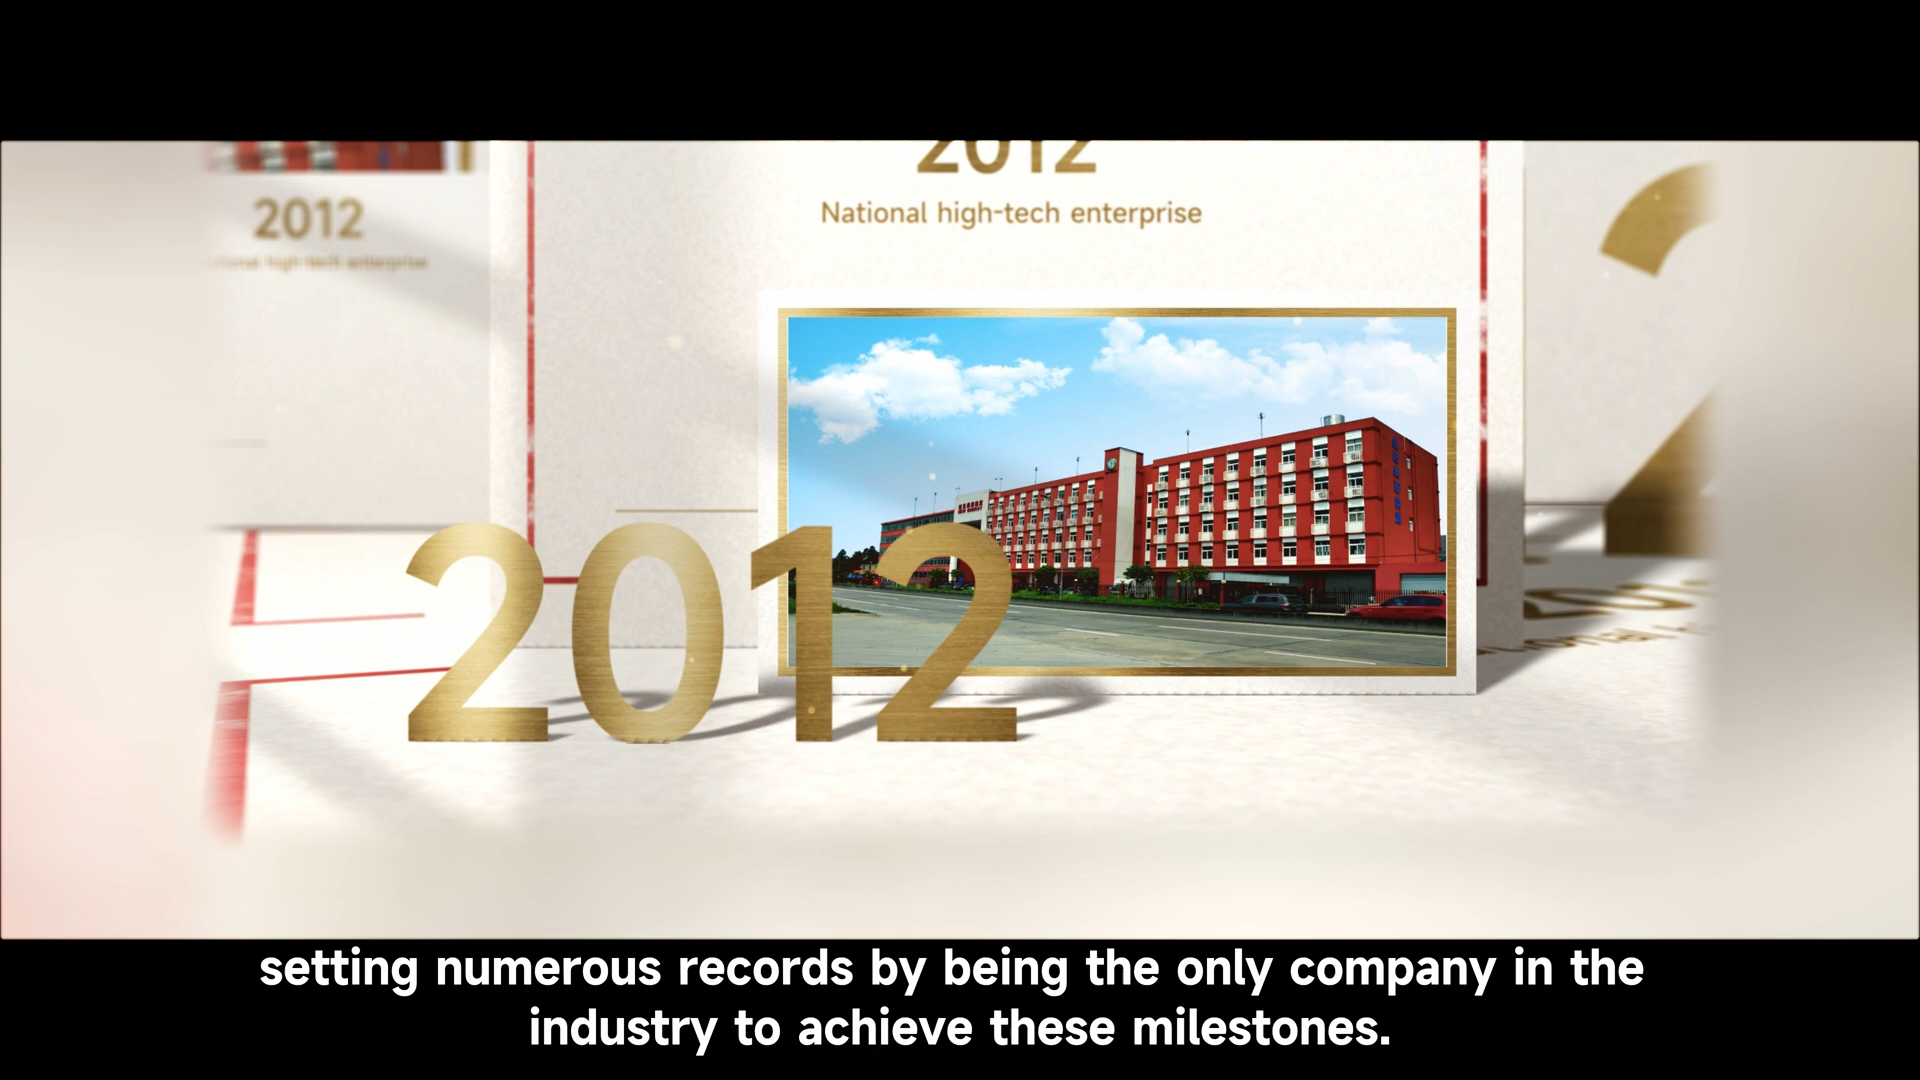 2012
National high-tech enterprise
2012
2012
setting numerous records by being the only company in the
industry to achieve these milestones.